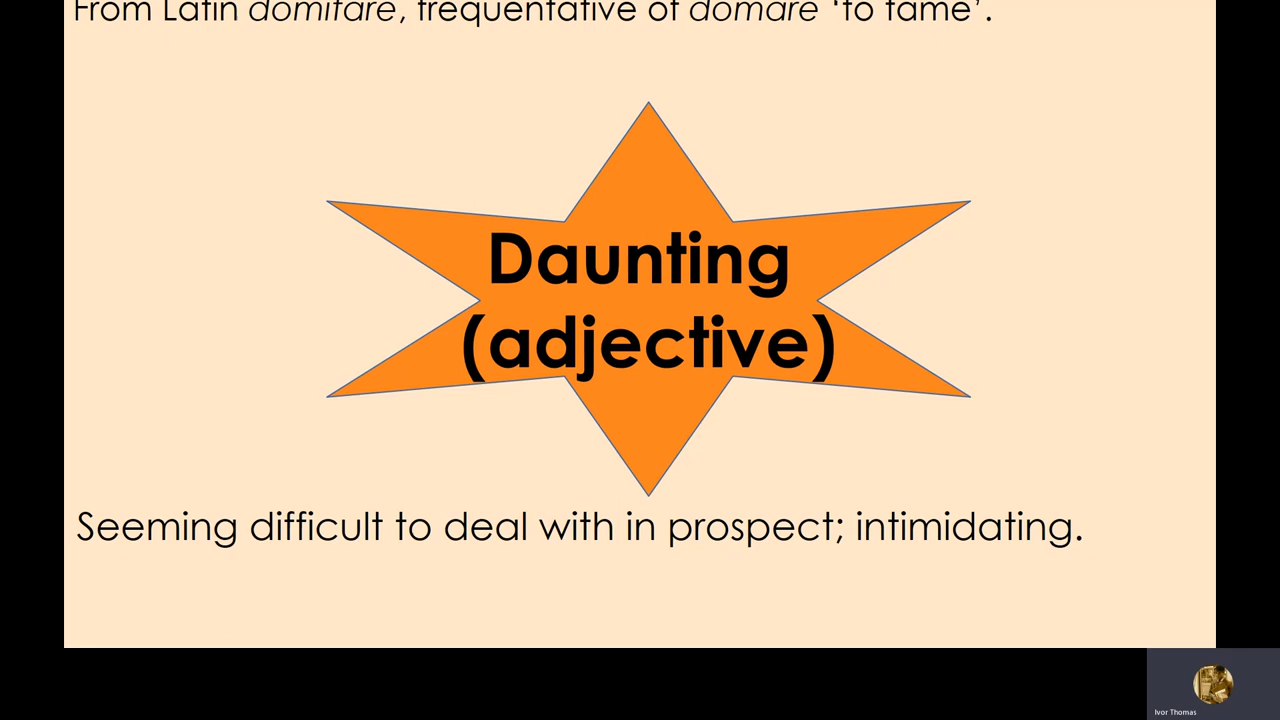 From Latin domitare, frequentative of domare ‘to tame’.
Daunting
(adjective)
Seeming difficult to deal with in prospect; intimidating.
Ivor Thomas